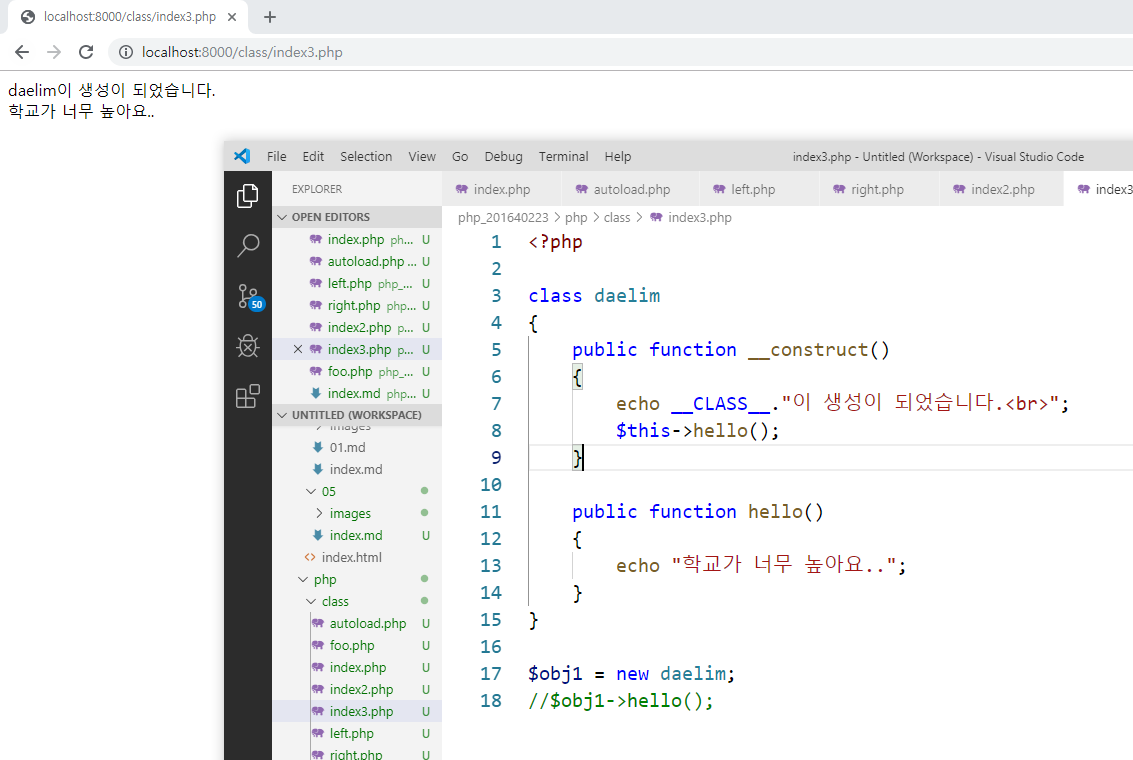 localhost:8000/class/index3.php
localhost:8000/class/index3.php
daelim이 생성이 되었습니다.
학교가 너무 높아요..
File Edit Selection View Go Debug Terminal Help
index3.php - Untitled (Workspace) - Visual Studio Code
EXPLORER
OPEN EDITORS
index.php ph... U
autoload.php ... U
left.php php_... U
right.php php... U
index2.php p... U
index3.php p... U
foo.php php_... U
index.md php... U
50
UNTITLED (WORKSPACE)
images
01.md
index.md
05
images
index.md U
index.html
php
class
autoload.php U
foo.php U
index.php U
index2.php U
index3.php U
left.php U
right.php U
index.php autoload.php left.php right.php index2.php index3
php_201640223 > php > class > index3.php
1 <?php
2
3 class daelim
4 {
5 public function __construct()
6 {
7 echo __CLASS__."이 생성이 되었습니다.<br>";
8 $this->hello();
9 }
10
11 public function hello()
12 {
13 echo "학교가 너무 높아요..";
14 }
15 }
16
17 $obj1 = new daelim;
18 //$obj1->hello();